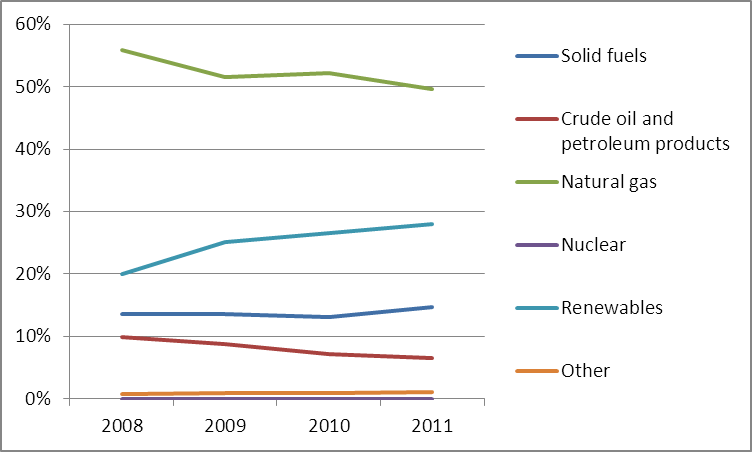 60%
50%
40%
30%
20%
10%
0%
2008 2009 2010 2011
Solid fuels
Crude oil and
petroleum products
Natural gas
Nuclear
Renewables
Other